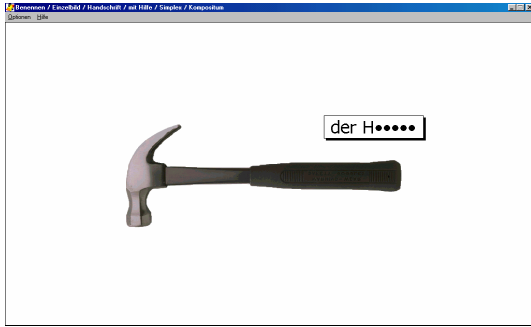 Benennen / Einzelbild / Handschrift / mit Hilfe / Simplex / Kompositum
Optionen Hilfe
der H●●●●●